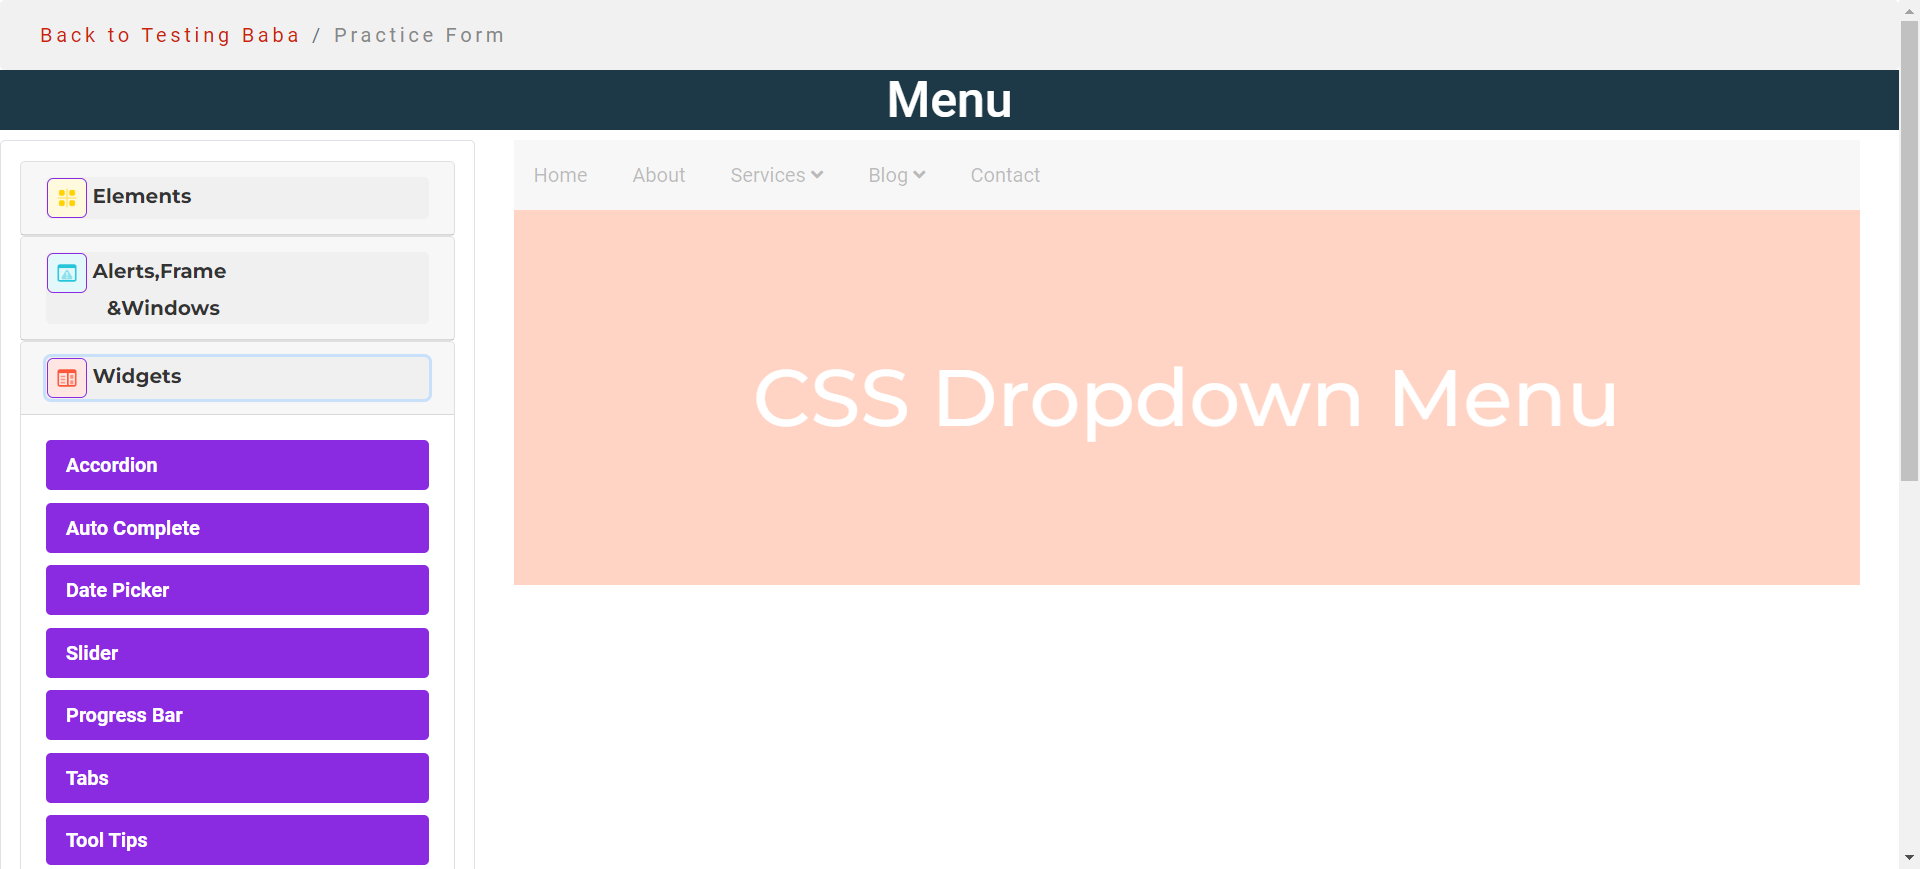 Back to Testing Baba / Practice Form
Menu
Elements
Alerts,Frame
&Windows
Widgets
Accordion
Auto Complete
Date Picker
Slider
Progress Bar
Tabs
Tool Tips
Home About Services Blog Contact
CSS Dropdown Menu